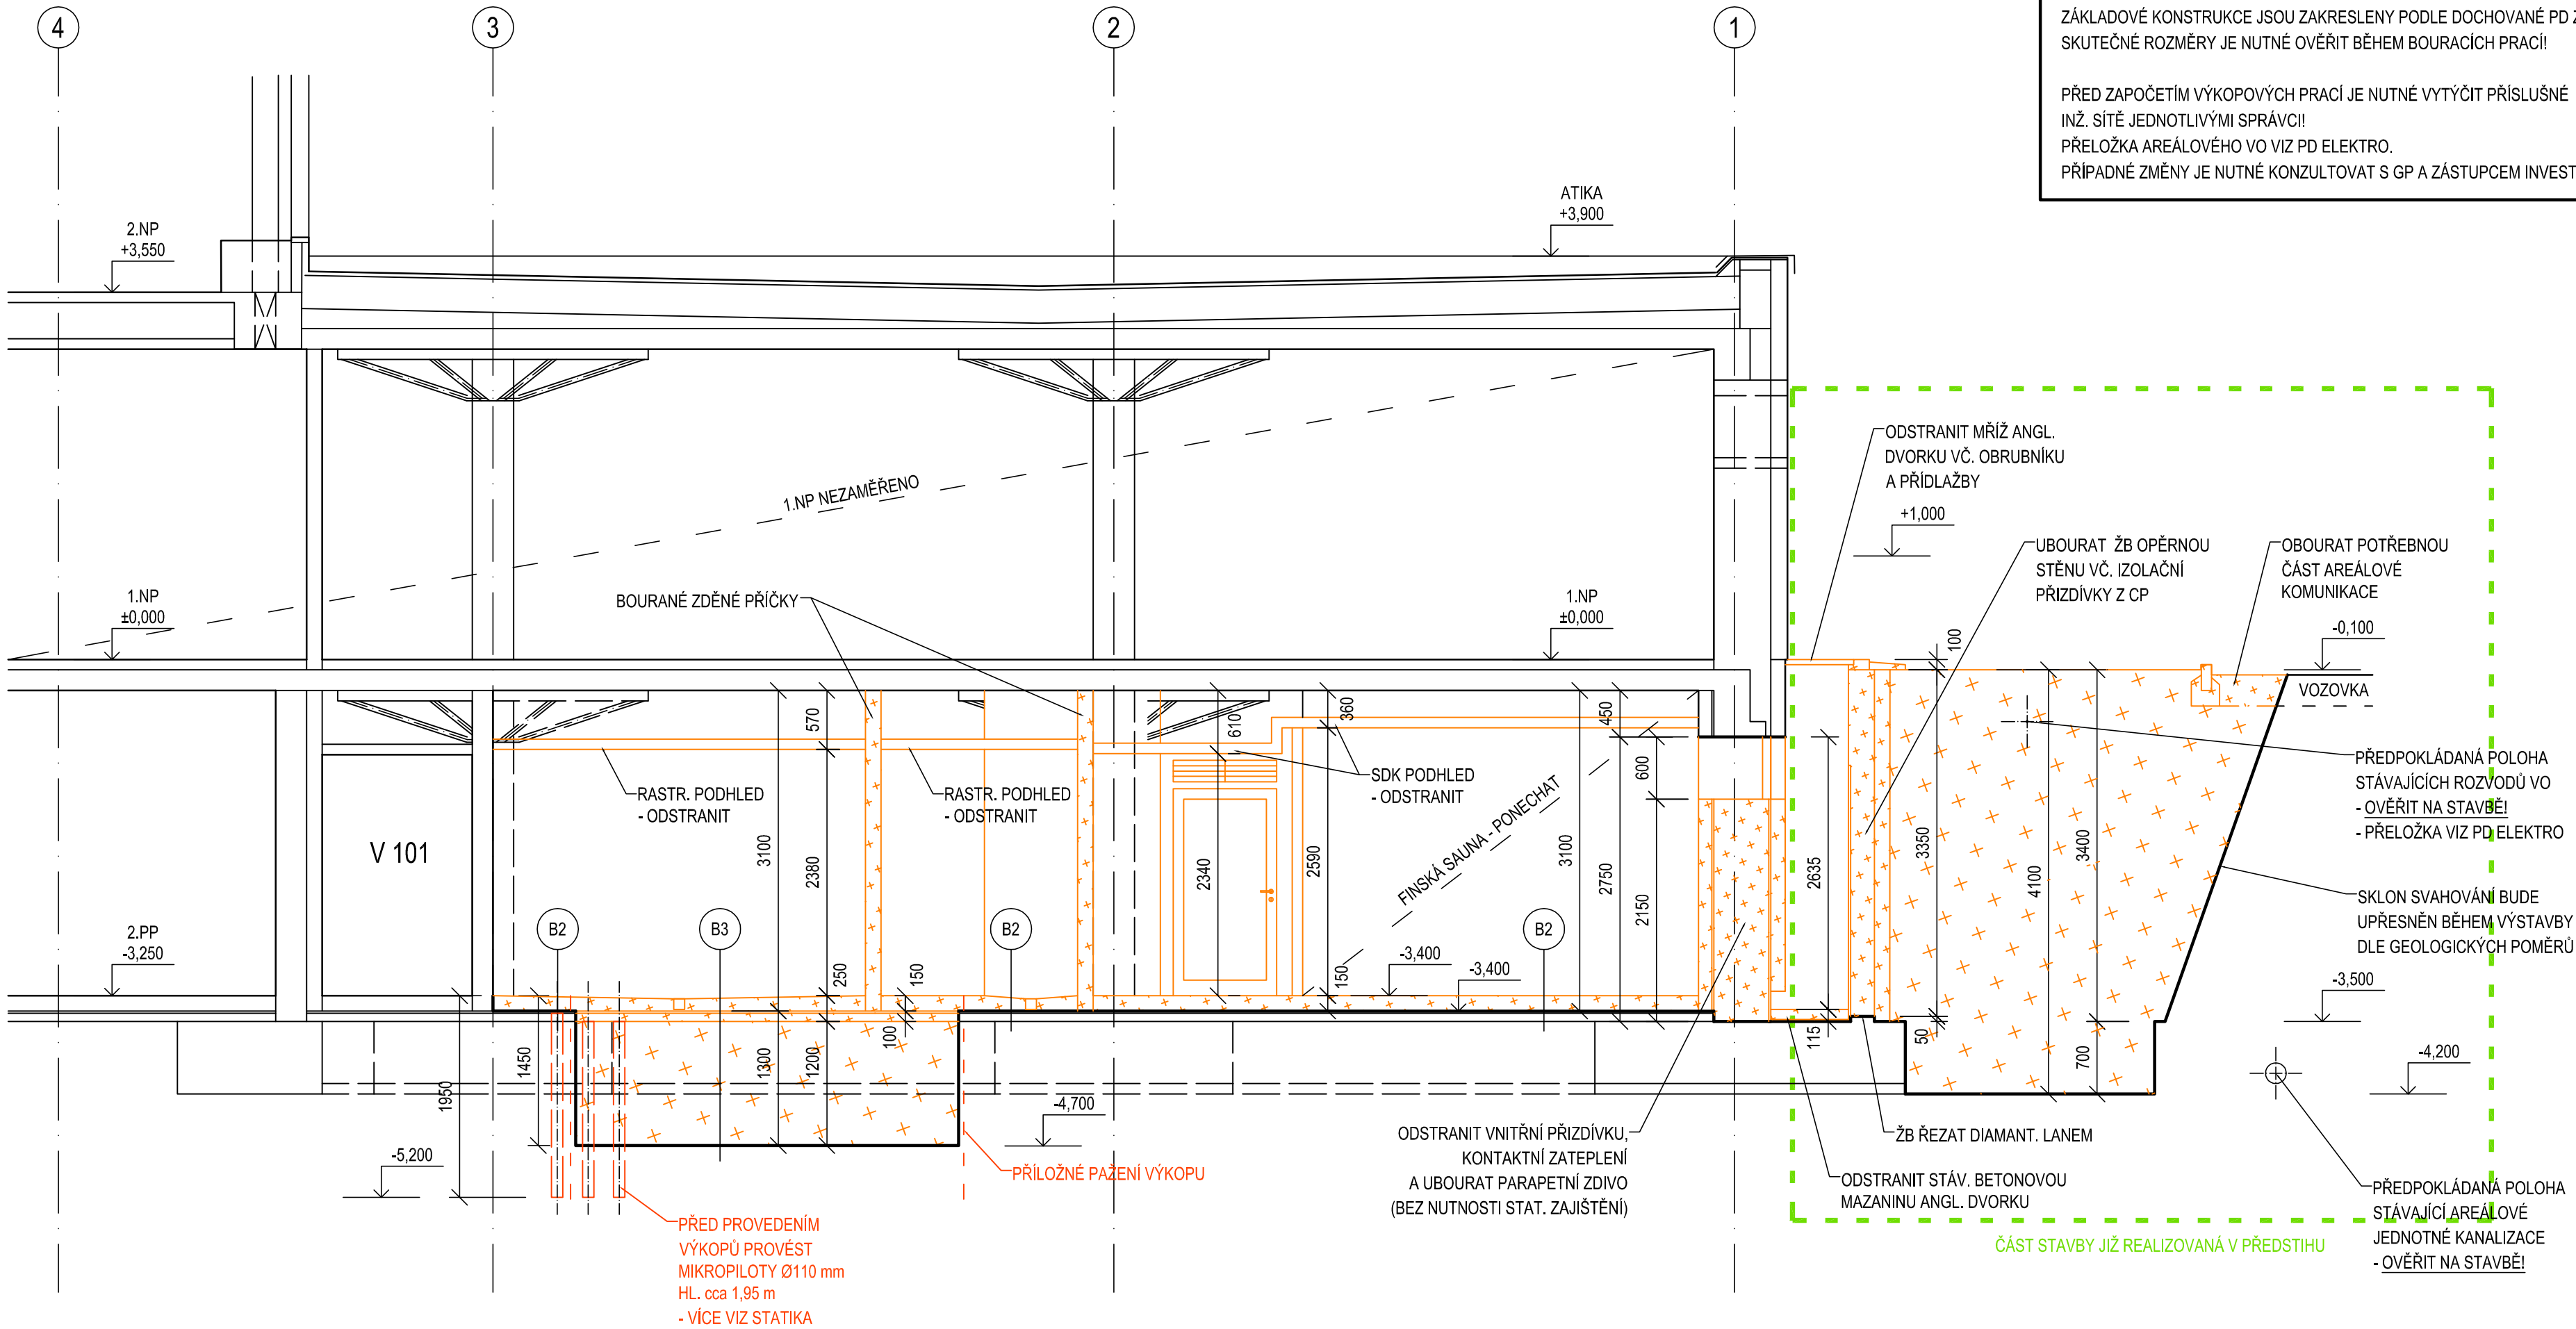 4
3
2
1
ZÁKLADOVÉ KONSTRUKCE JSOU ZAKRESLENY PODLE DOCHOVANÉ PD
SKUTEČNÉ ROZMĚRY JE NUTNÉ OVĚŘIT BĚHEM BOURACÍCH PRACÍ!
PŘED ZAPOČETÍM VÝKOPOVÝCH PRACÍ JE NUTNÉ VYTÝČIT PŘÍSLUŠNÉ
INŽ. SÍTĚ JEDNOTLIVÝMI SPRÁVCI!
PŘELOŽKA AREÁLOVÉHO VO VIZ PD ELEKTRO.
PŘÍPADNÉ ZMĚNY JE NUTNÉ KONZULTOVAT S GP A ZÁSTUPCEM INVEST
2.NP
+3,550
ATIKA
+3,900
1.NP NEZAMĚŘENO
ODSTRANIT MŘÍŽ ANGL.
DVORKU VČ. OBRUBNÍKU
A PŘÍDLAŽBY
+1,000
UBOURAT ŽB OPĚRNOU
STĚNU VČ. IZOLAČNÍ
PŘIZDÍVKY Z CP
OBOURAT POTŘEBNOU
ČÁST AREÁLOVÉ
KOMUNIKACE
1.NP
±0,000
BOURANÉ ZDĚNÉ PŘÍČKY
1.NP
±0,000
100
-0,100
VOZOVKA
570
610
360
450
600
RASTR. PODHLED
- ODSTRANIT
RASTR. PODHLED
- ODSTRANIT
SDK PODHLED
- ODSTRANIT
FINSKÁ SAUNA - PONECHAT
PŘEDPOKLÁDANÁ POLOHA
STÁVAJÍCÍCH ROZVODŮ VO
- OVĚŘIT NA STAVBĚ!
- PŘELOŽKA VIZ PD ELEKTRO
V 101
3100
2380
2340
2590
3100
2750
2150
2635
3350
4100
3400
SKLON SVAHOVÁNÍ BUDE
UPŘESNĚN BĚHEM VÝSTAVBY
DLE GEOLOGICKÝCH POMĚRŮ
2.PP
-3,250
B2
B3
B2
B2
250
150
150
-3,400
-3,400
-3,500
1950
1450
1300
1200
100
115
50
700
-4,200
-4,700
-5,200
PŘÍLOŽNÉ PAŽENÍ VÝKOPU
PŘED PROVEDENÍM
VÝKOPŮ PROVÉST
MIKROPILOTY Ø110 mm
HL. cca 1,95 m
- VÍCE VIZ STATIKA
ODSTRANIT VNITŘNÍ PŘIZDÍVKU,
KONTAKTNÍ ZATEPLENÍ
A UBOURAT PARAPETNÍ ZDIVO
(BEZ NUTNOSTI STAT. ZAJIŠTĚNÍ)
ŽB ŘEZAT DIAMANT. LANEM
ODSTRANIT STÁV. BETONOVOU
MAZANINU ANGL. DVORKU
ČÁST STAVBY JIŽ REALIZOVANÁ V PŘEDSTIHU
PŘEDPOKLÁDANÁ POLOHA
STÁVAJÍCÍ AREÁLOVÉ
JEDNOTNÉ KANALIZACE
- OVĚŘIT NA STAVBĚ!